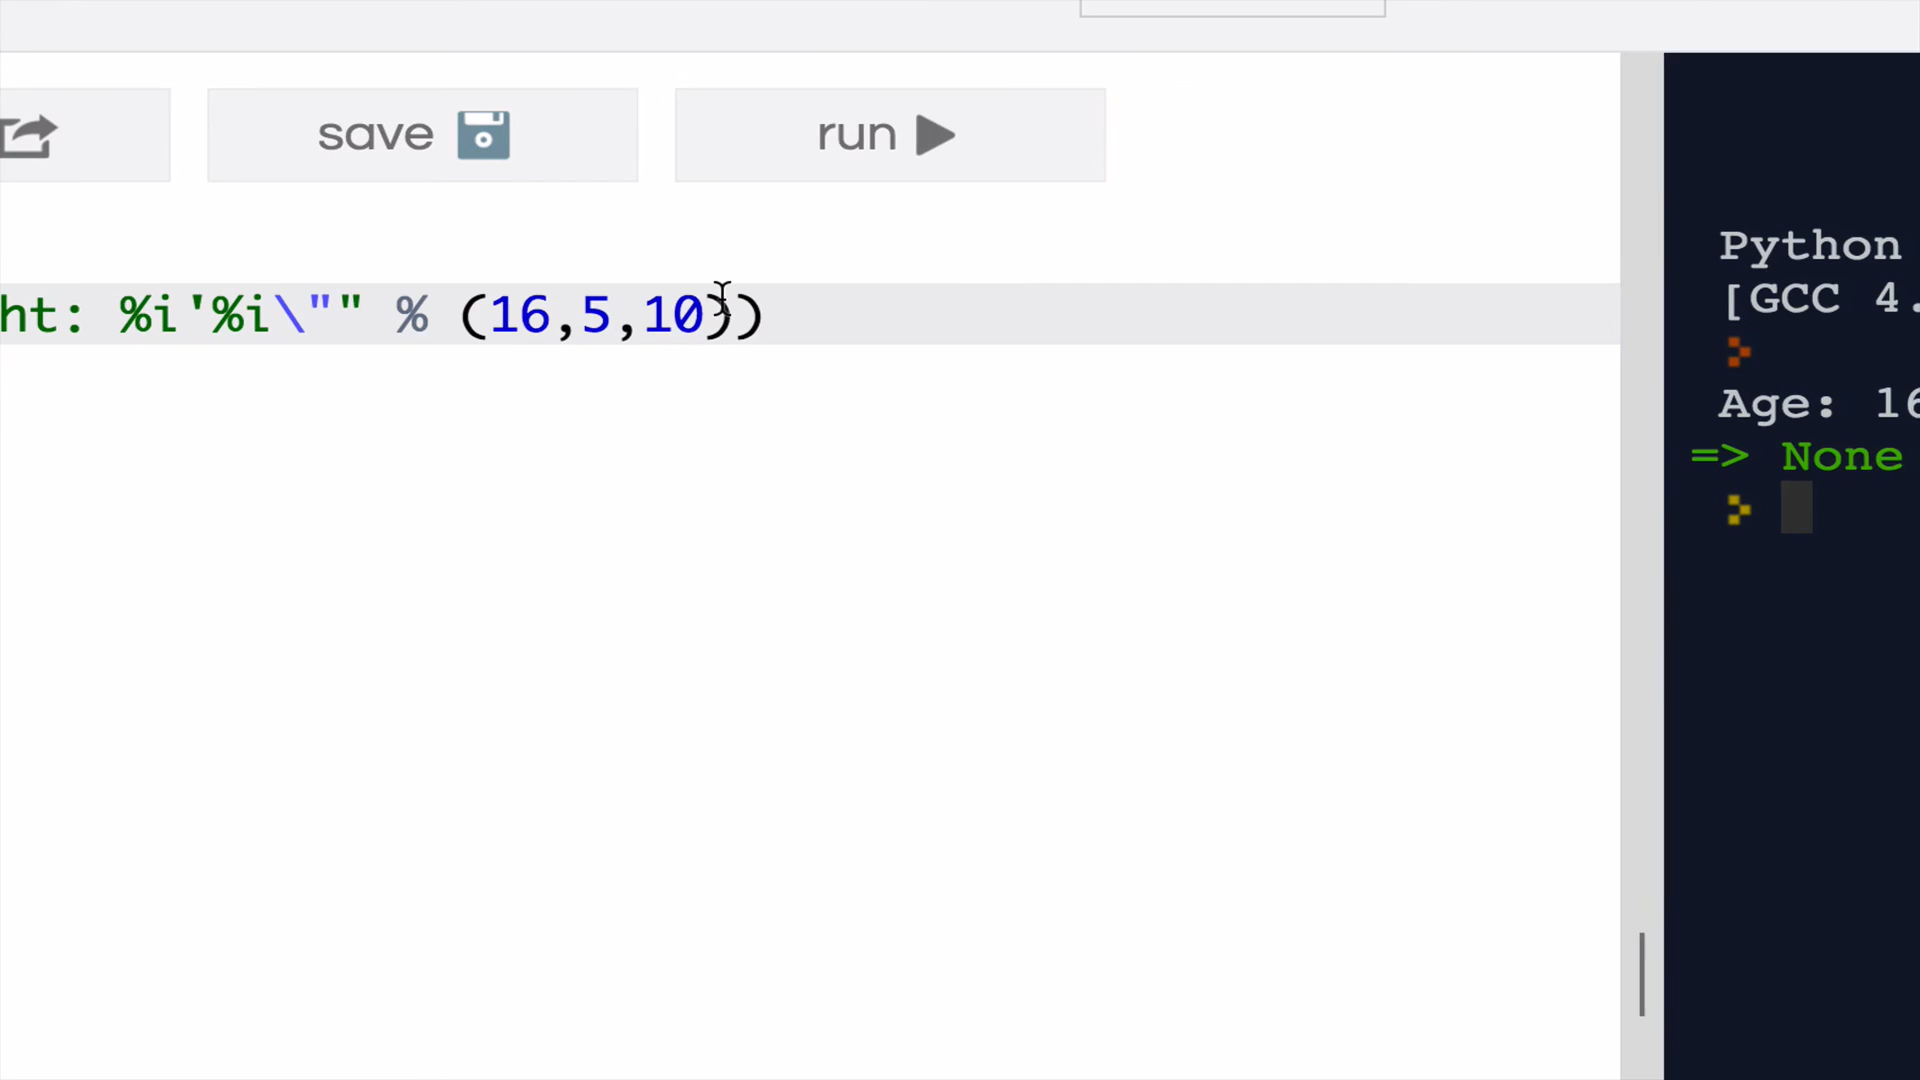 save
run
ht: %i'%i\"" % (16,5,10))
Python
[GCC 4.
Age: 16
=> None